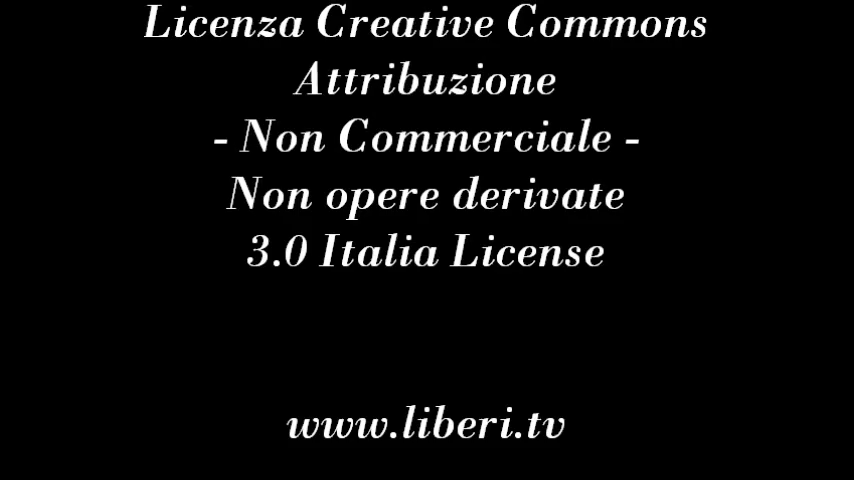 Licenza Creative Commons
Attribuzione
- Non Commerciale -
Non opere derivate
3.0 Italia License
www.liberi.tv